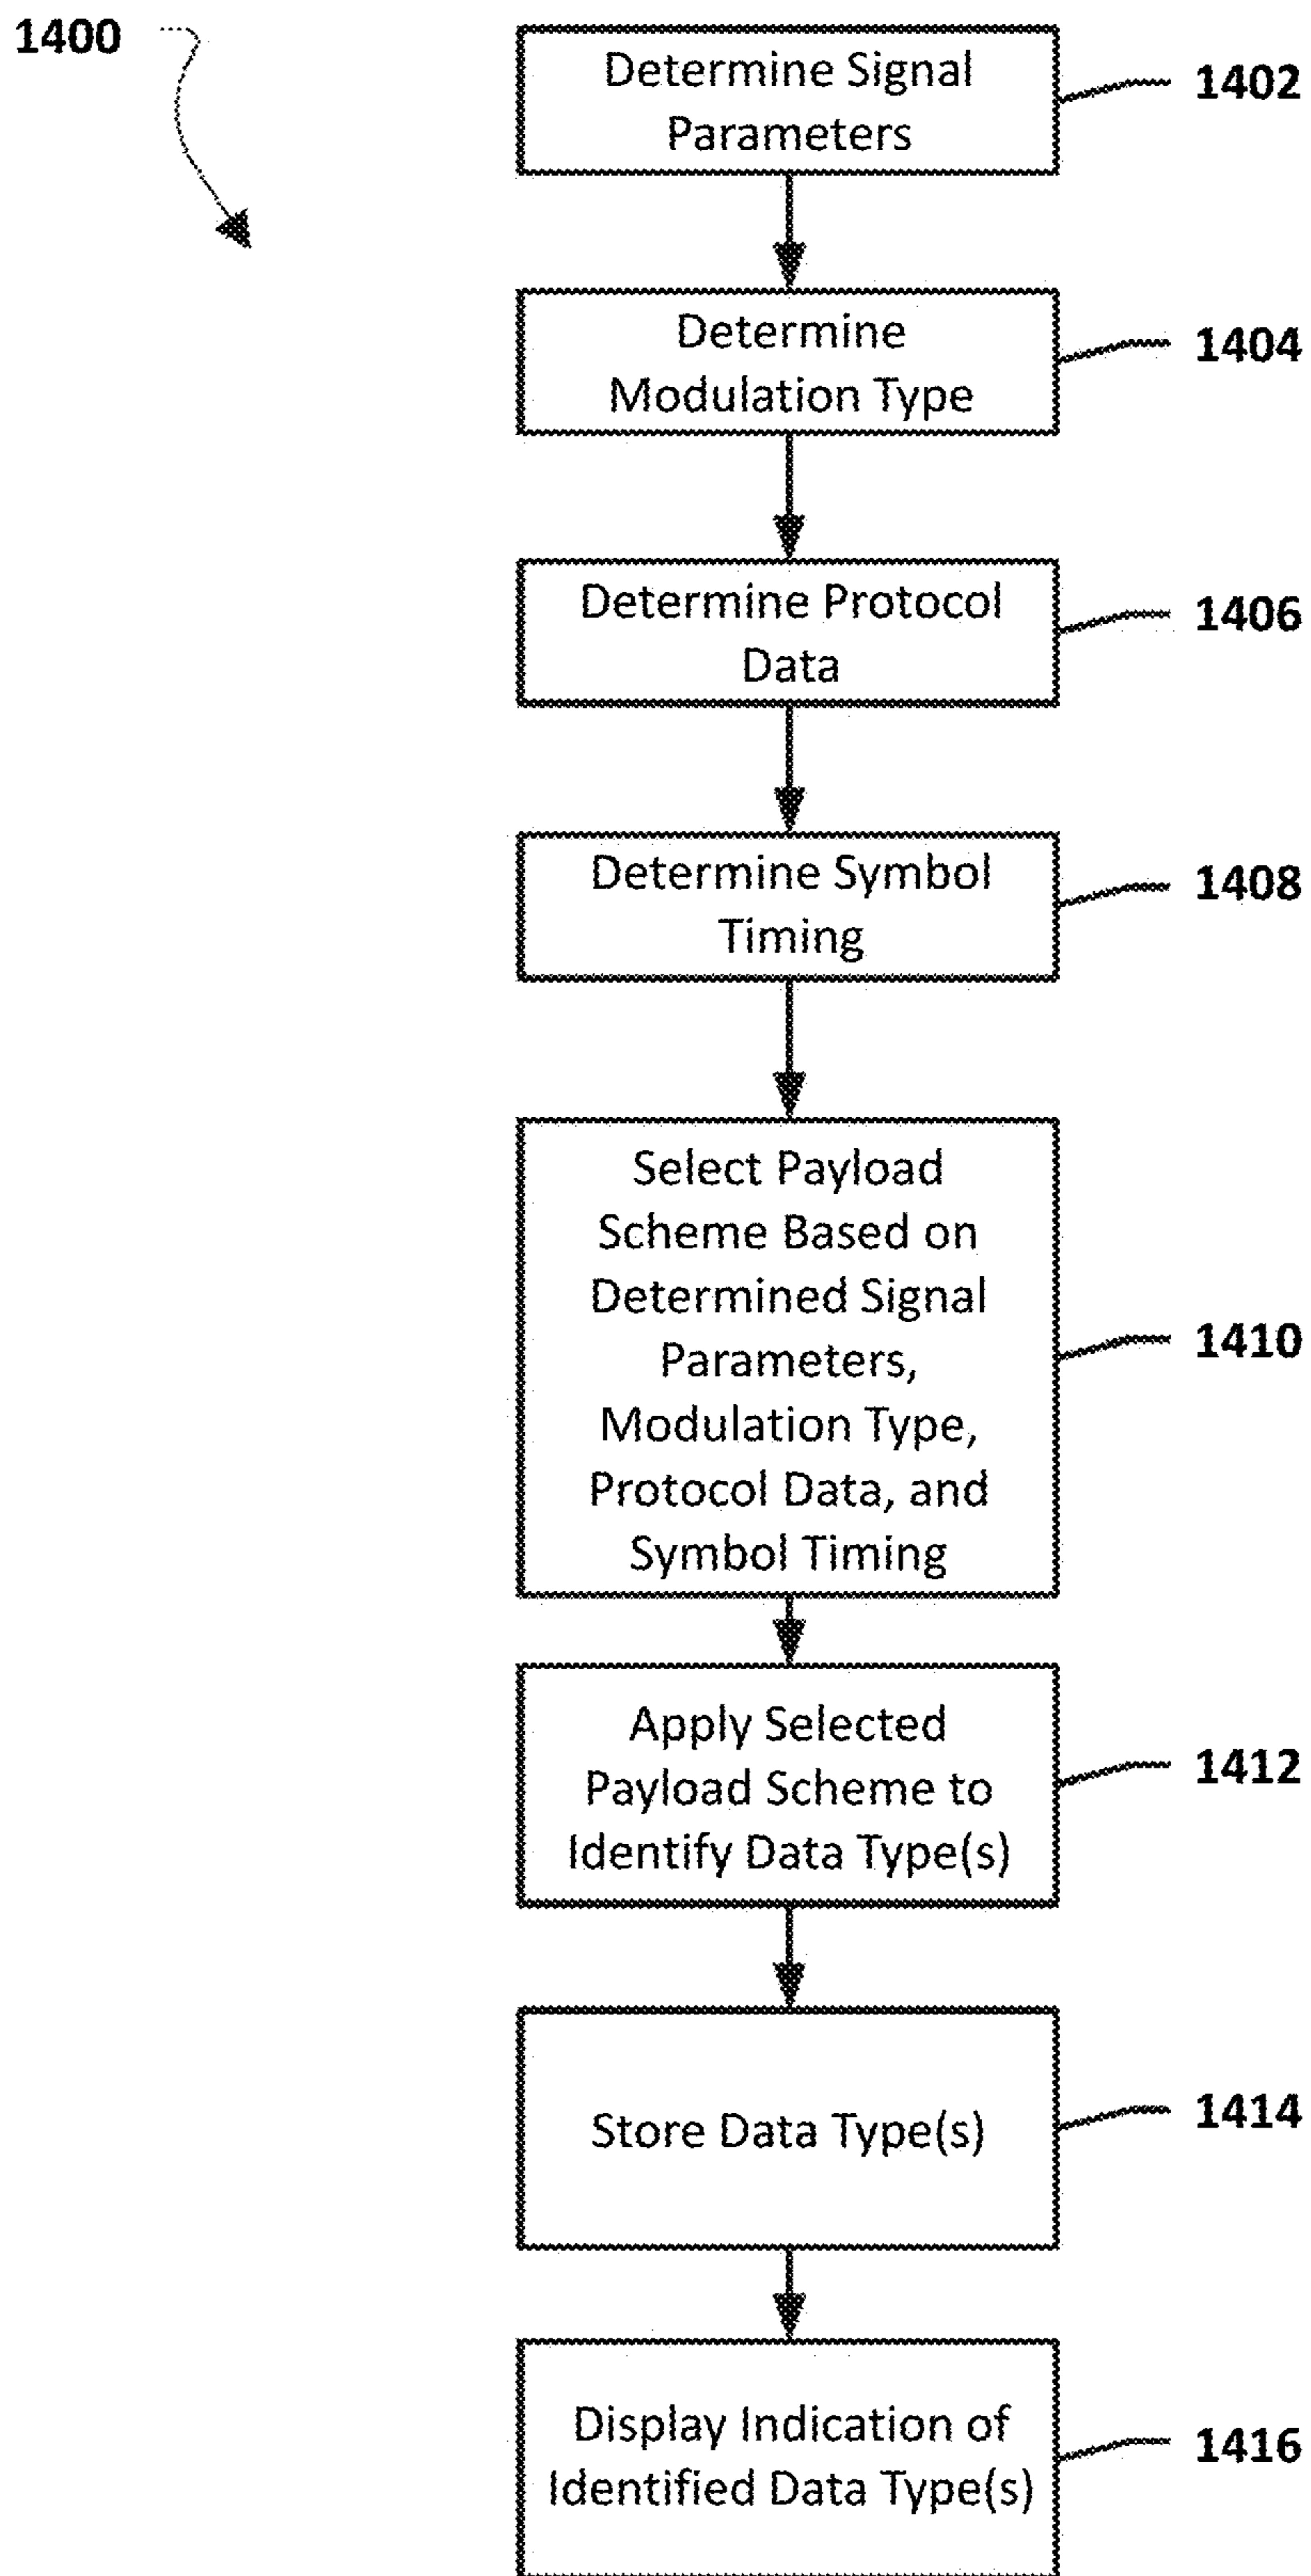 1400
Determine Signal
Parameters
1402
Determine
Modulation Type
1404
Determine Protocol
Data
1406
Determine Symbol
Timing
1408
Select Payload
Scheme Based on
Determined Signal
Parameters,
Modulation Type,
Protocol Data, and
Symbol Timing
1410
Apply Selected
Payload Scheme to
Identify Data Type(s)
1412
Store Data Type(s)
1414
Display Indication of
Identified Data Type(s)
1416